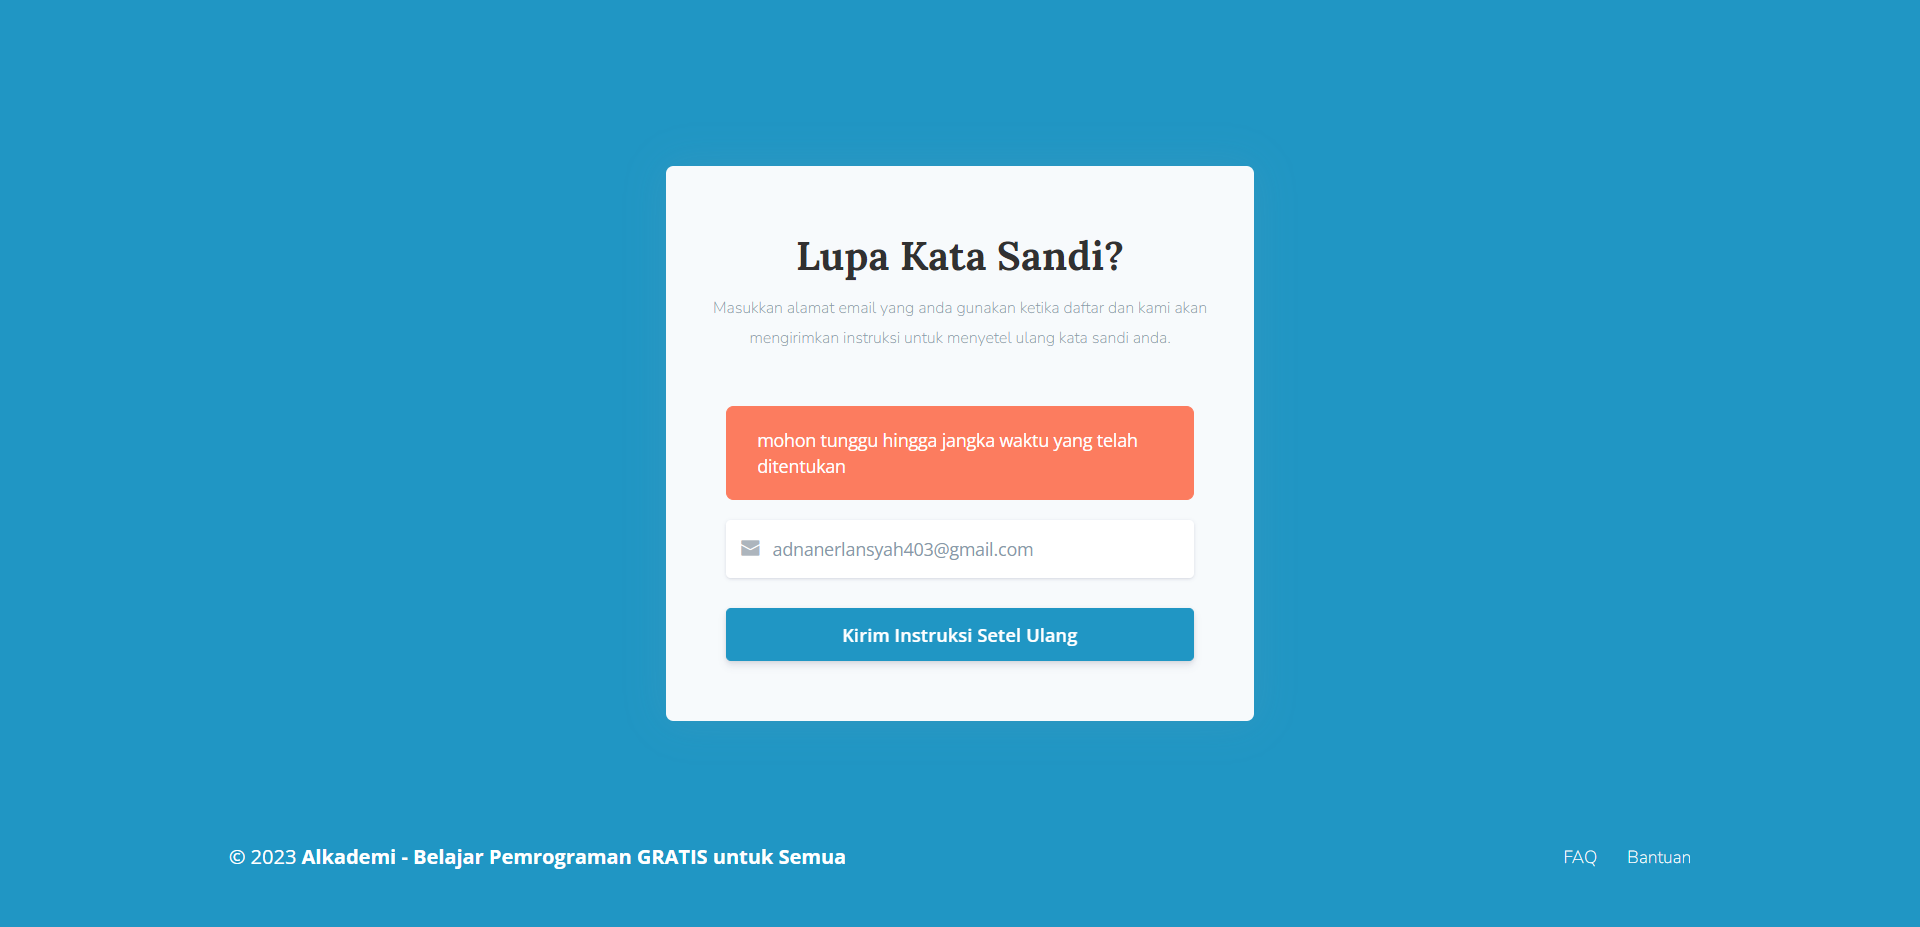 Lupa Kata Sandi?
Masukkan alamat email yang anda gunakan ketika daftar dan kami akan
mengirimkan instruksi untuk menyetel ulang kata sandi anda.
mohon tunggu hingga jangka waktu yang telah
ditentukan
adnanerlansyah403@gmail.com
Kirim Instruksi Setel Ulang
© 2023 Alkademi - Belajar Pemrograman GRATIS untuk Semua
FAQ Bantuan